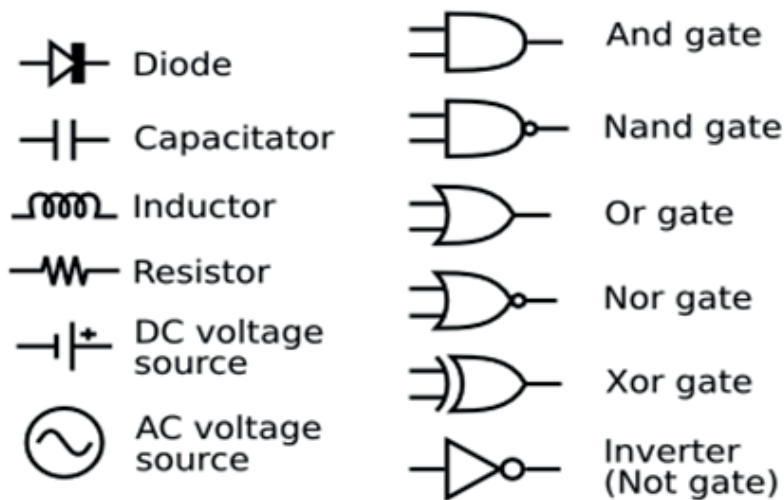 Diode
Capacitator
Inductor
Resistor
+
DC voltage
source
AC voltage
source
And gate
Nand gate
Or gate
Nor gate
Xor gate
Inverter
(Not gate)